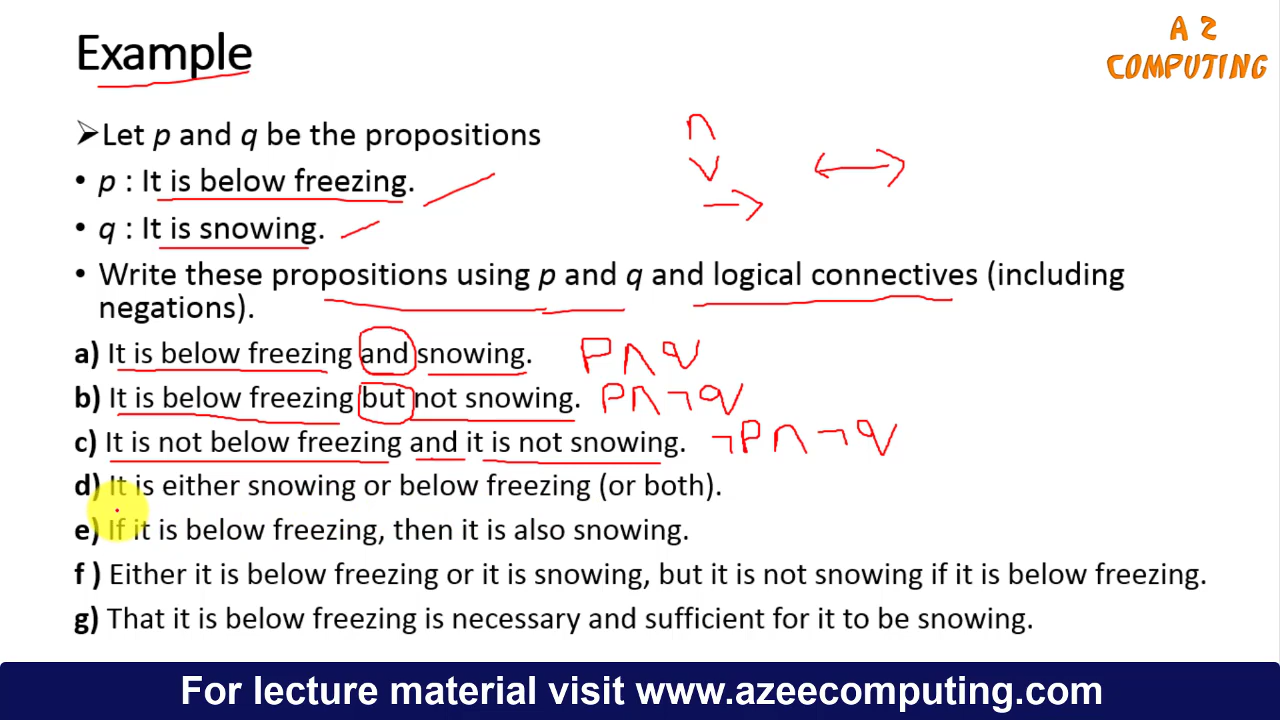 Example
A Z
COMPUTING
➢Let p and q be the propositions
• p : It is below freezing.
• q : It is snowing.
∧
∨
→
↔
• Write these propositions using p and q and logical connectives (including
negations).
a) It is below freezing and snowing. P∧q
b) It is below freezing but not snowing. P∧¬q
c) It is not below freezing and it is not snowing. ¬P∧¬q
d) It is either snowing or below freezing (or both).
e) If it is below freezing, then it is also snowing.
f ) Either it is below freezing or it is snowing, but it is not snowing if it is below freezing.
g) That it is below freezing is necessary and sufficient for it to be snowing.
For lecture material visit www.azeecomputing.com